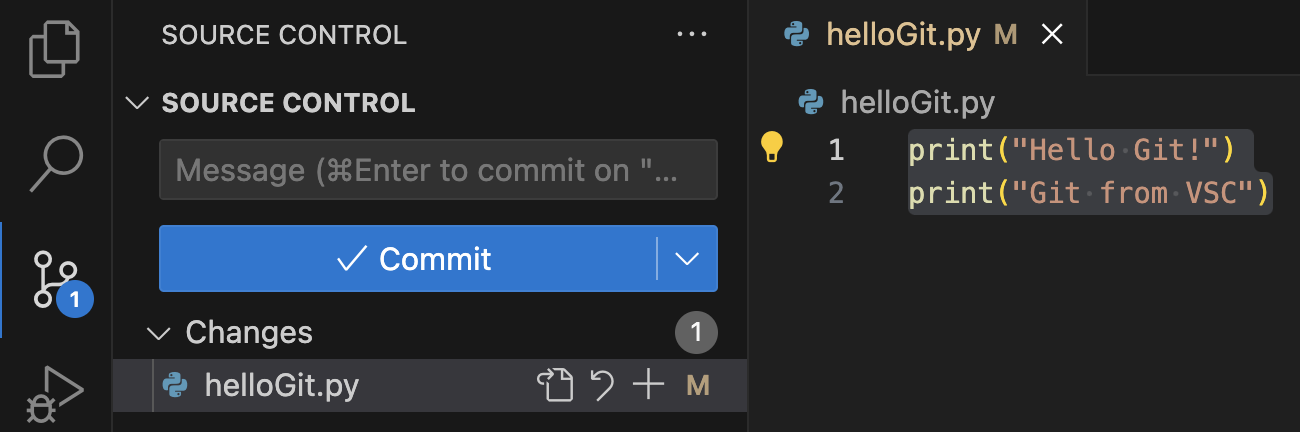 SOURCE CONTROL ...
SOURCE CONTROL
Message (⌘Enter to commit on "...
Commit
1
Changes 1
helloGit.py M
helloGit.py M
helloGit.py
1 print("Hello·Git!")
2 print("Git·from·VSC")